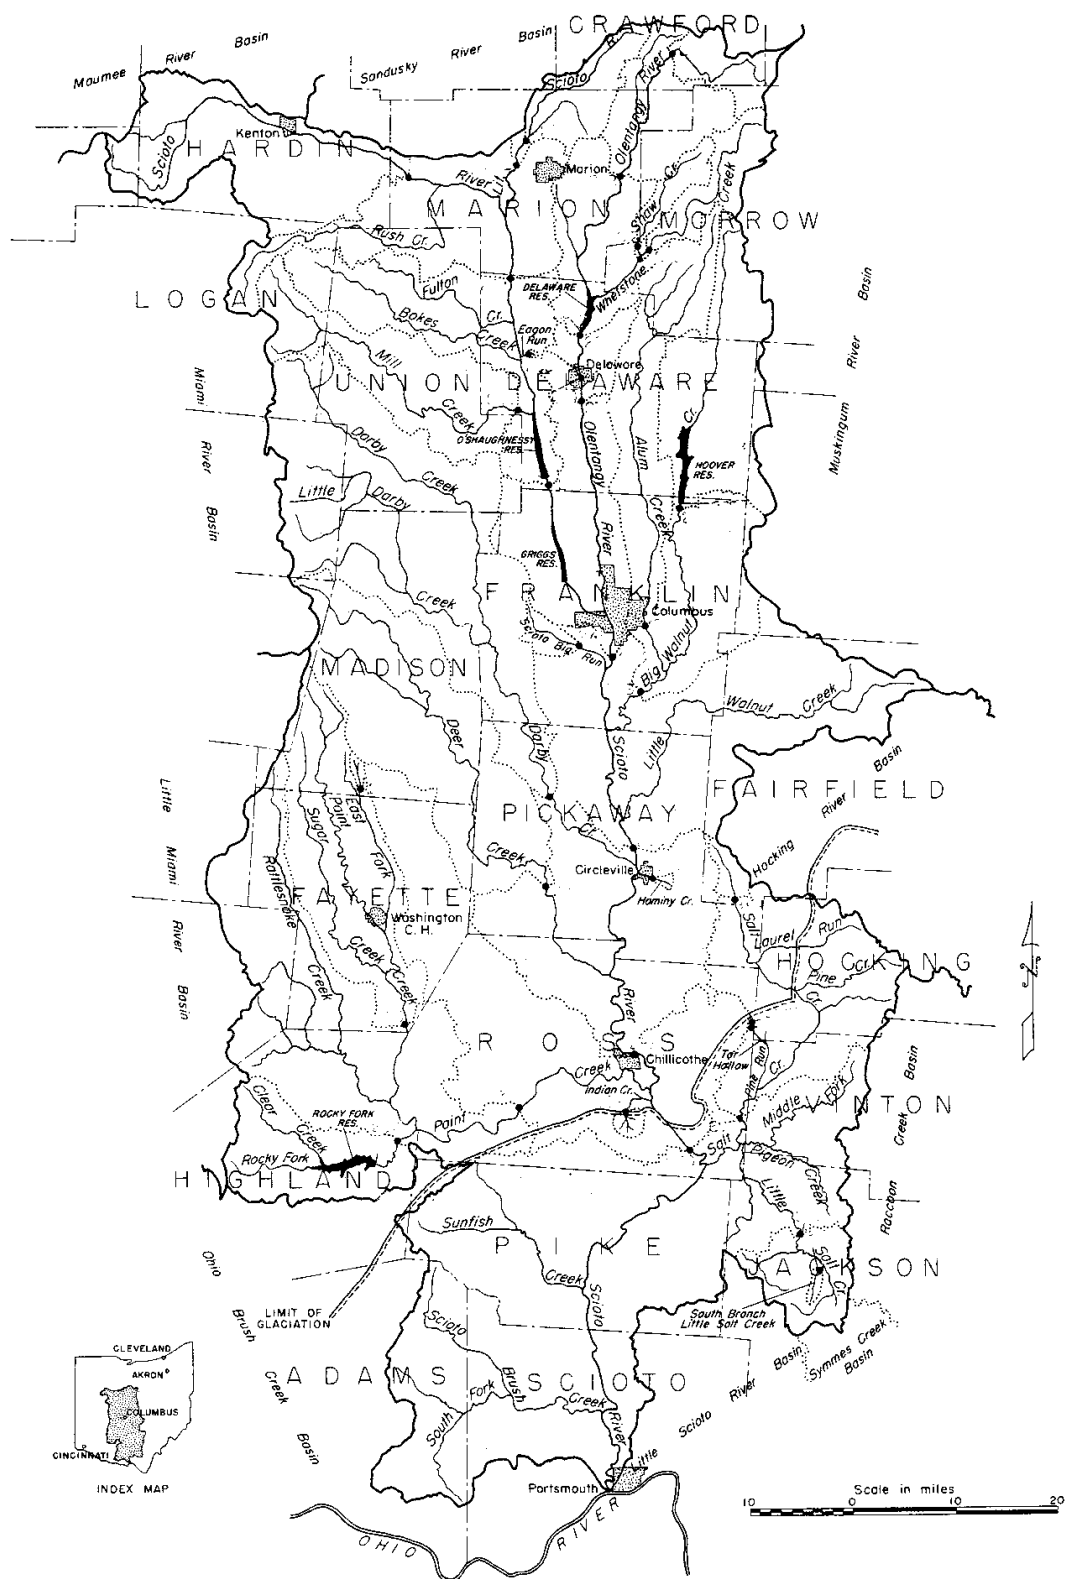 CRAWFORD
Maumee River Basin
Sandusky River Basin
Scioto R.
Olentangy River
Kenton
HARDIN
Scioto
River
Marion
MARION
MORROW
Shaw Cr.
Creek
Rush Cr.
LOGAN
Fulton Cr.
DELAWARE
RES.
Whetstone
Bokes Creek
Eagon
Run
Mill Creek
Delaware
UNION
DELAWARE
Miami River Basin
Muskingum River Basin
O'SHAUGHNESSY
RES.
Olentangy River
Alum Creek
Cr.
HOOVER
RES.
Darby Creek
Little Darby Creek
GRIGGS
RES.
FRANKLIN
Columbus
Scioto Big Run
Big Walnut
MADISON
Deer Creek
Darby Cr.
Scioto River
Little Walnut Creek
FAIRFIELD
PICKAWAY
Hocking River Basin
Little Miami River Basin
East Fork
Paint Creek
Sugar Creek
Rattlesnake Creek
FAYETTE
Washington
C. H.
Circleville
Hominy Cr.
Salt Cr.
Laurel Run
HOCKING
Pine Cr.
ROSS
Chillicothe
Tar
Hollow
Pine Run
Indian Cr.
Paint Creek
Middle Fork
VINTON
Raccoon Creek Basin
Clear Creek
ROCKY FORK
RES.
Rocky Fork
HIGHLAND
Salt
Pigeon Creek
Little Salt Cr.
Sunfish Creek
PIKE
JACKSON
South Branch
Little Salt Creek
Symmes Creek
Basin
LIMIT OF
GLACIATION
Ohio Brush Creek Basin
Scioto Brush Creek
South Fork
ADAMS
SCIOTO
Scioto River
Little Scioto River Basin
Portsmouth
OHIO RIVER
CLEVELAND
AKRON
COLUMBUS
CINCINNATI
INDEX MAP
Scale in miles
10 0 10 20
N